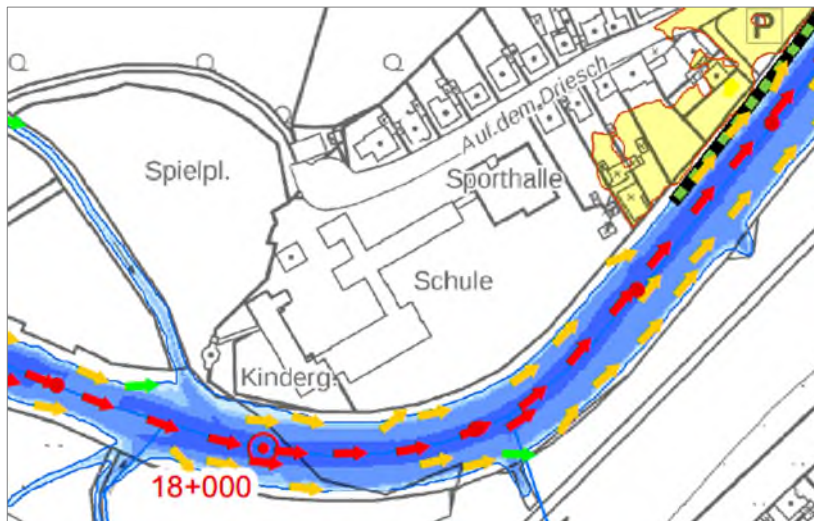 P
Auf dem Driesch
Spielpl.
Sporthalle
Schule
Kinderg.
18+000